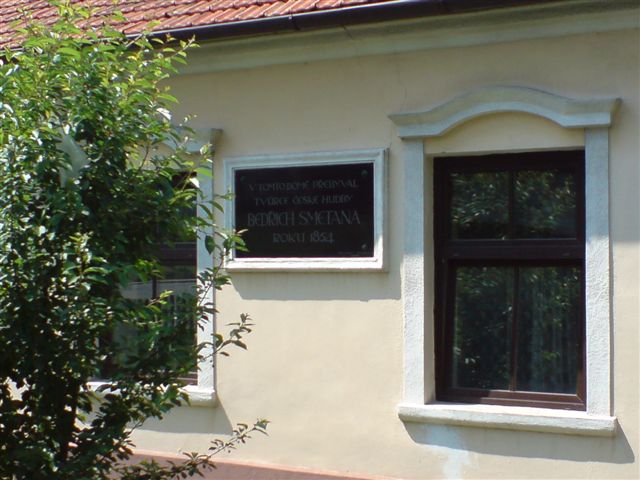 V TOMTO DOMĚ PŘEBÝVAL
TVŮRCE ČESKÉ HUDBY
BEDŘICH SMETANA
ROKU 1854.